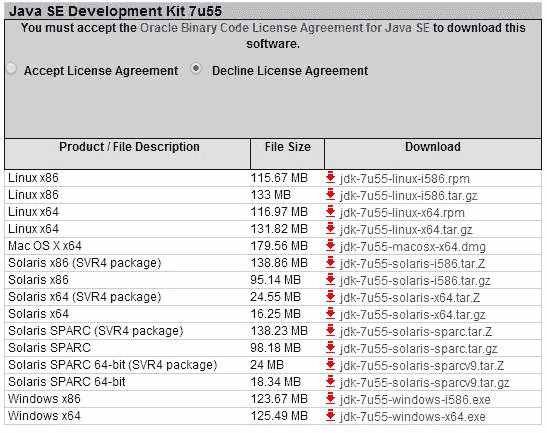 Java SE Development Kit 7u55
You must accept the Oracle Binary Code License Agreement for Java SE to download this
software.
Accept License Agreement Decline License Agreement
Product / File Description File Size Download
Linux x86 115.67 MB jdk-7u55-linux-i586.rpm
Linux x86 133 MB jdk-7u55-linux-i586.tar.gz
Linux x64 116.97 MB jdk-7u55-linux-x64.rpm
Linux x64 131.82 MB jdk-7u55-linux-x64.tar.gz
Mac OS X x64 179.56 MB jdk-7u55-macosx-x64.dmg
Solaris x86 (SVR4 package) 138.86 MB jdk-7u55-solaris-i586.tar.Z
Solaris x86 95.14 MB jdk-7u55-solaris-i586.tar.gz
Solaris x64 (SVR4 package) 24.55 MB jdk-7u55-solaris-x64.tar.Z
Solaris x64 16.25 MB jdk-7u55-solaris-x64.tar.gz
Solaris SPARC (SVR4 package) 138.23 MB jdk-7u55-solaris-sparc.tar.Z
Solaris SPARC 98.18 MB jdk-7u55-solaris-sparc.tar.gz
Solaris SPARC 64-bit (SVR4 package) 24 MB jdk-7u55-solaris-sparcv9.tar.Z
Solaris SPARC 64-bit 18.34 MB jdk-7u55-solaris-sparcv9.tar.gz
Windows x86 123.67 MB jdk-7u55-windows-i586.exe
Windows x64 125.49 MB jdk-7u55-windows-x64.exe